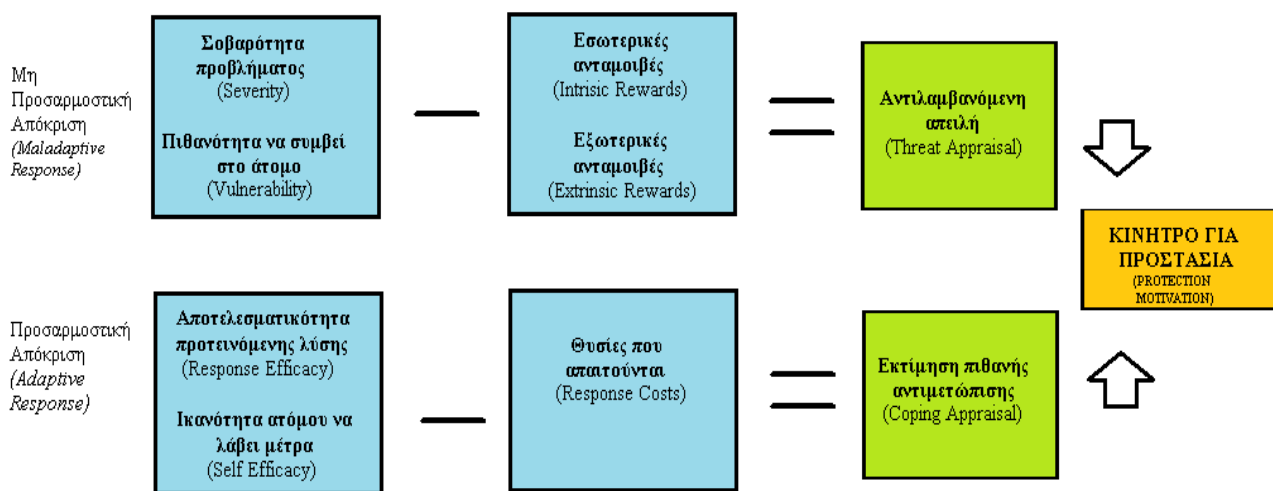 Μη
Προσαρμοστική
Απόκριση
(Maladaptive
Response)
Σοβαρότητα
προβλήματος
(Severity)
Πιθανότητα να συμβεί
στο άτομο
(Vulnerability)
Εσωτερικές
ανταμοιβές
(Intrisic Rewards)
Εξωτερικές
ανταμοιβές
(Extrinsic Rewards)
Αντιλαμβανόμενη
απειλή
(Threat Appraisal)
ΚΙΝΗΤΡΟ ΓΙΑ
ΠΡΟΣΤΑΣΙΑ
(PROTECTION
MOTIVATION)
Προσαρμοστική
Απόκριση
(Adaptive
Response)
Αποτελεσματικότητα
προτεινόμενης λύσης
(Response Efficacy)
Ικανότητα ατόμου να
λάβει μέτρα
(Self Efficacy)
Θυσίες που
απαιτούνται
(Response Costs)
Εκτίμηση πιθανής
αντιμετώπισης
(Coping Appraisal)